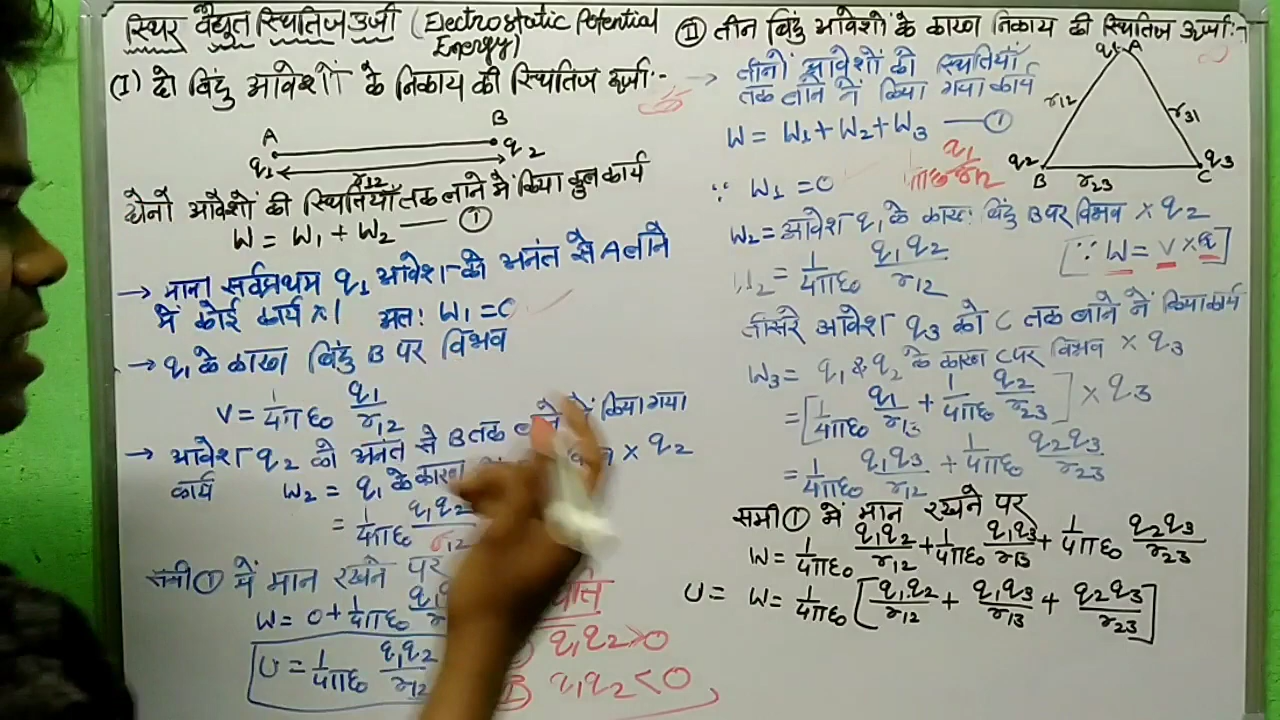 स्थिर वैद्युत स्थितिज ऊर्जा (Electrostatic Potential Energy)
(I) दो बिंदु आवेशों के निकाय की स्थितिज ऊर्जा :-
A B
q1 q2
r12
दोनो आवेशों की स्थितियों तक लाने में किया कुल कार्य
W = W1 + W2 —— ①
→ माना सर्वप्रथम q1 आवेश को अनंत से A लाने
में कोई कार्य x। अतः W1 = 0
→ q1 के कारण बिंदु B पर विभव
V = 1/4πε0 q1/r12
→ आवेश q2 को अनंत से B तक लाने में किया गया
कार्य W2 = q1 के कारण × q2
= 1/4πε0 q1q2/r12
समी ① में मान रखने पर
W = 0 + 1/4πε0
U = 1/4πε0 q1q2/r12
q1q2 > 0
q1q2 < 0
Ⅱ तीन बिंदु आवेशों के कारण निकाय की स्थितिज ऊर्जा :-
→ तीनों आवेशों को स्थितियों
तक लाने में किया गया कार्य
W = W1 + W2 + W3 —— ①
q1 A
r12 r31
q2 q3
B r23 C
∵ W1 = 0
W2 = आवेश q1 के कारण बिंदु B पर विभव × q2
W2 = 1/4πε0 q1q2/r12 [∵ W = V × q]
तीसरे आवेश q3 को C तक लाने में किया कार्य
W3 = q1 & q2 के कारण C पर विभव × q3
= [1/4πε0 q1/r13 + 1/4πε0 q2/r23] × q3
= 1/4πε0 q1q3/r12 + 1/4πε0 q2q3/r23
समी ① में मान रखने पर
W = 1/4πε0 q1q2/r12 + 1/4πε0 q1q3/r13 + 1/4πε0 q2q3/r23
U = W = 1/4πε0 [q1q2/r12 + q1q3/r13 + q2q3/r23]